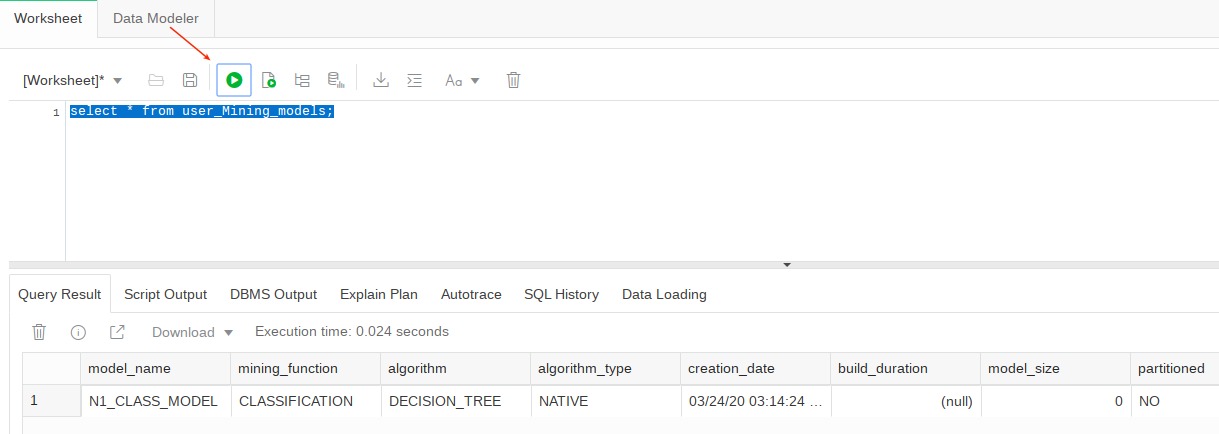 Worksheet Data Modeler
[Worksheet]* Aa
1 select * from user_Mining_models;
Query Result Script Output DBMS Output Explain Plan Autotrace SQL History Data Loading
Download Execution time: 0.024 seconds
model_name mining_function algorithm algorithm_type creation_date build_duration model_size partitioned
1 N1_CLASS_MODEL CLASSIFICATION DECISION_TREE NATIVE 03/24/20 03:14:24 ... (null) 0 NO